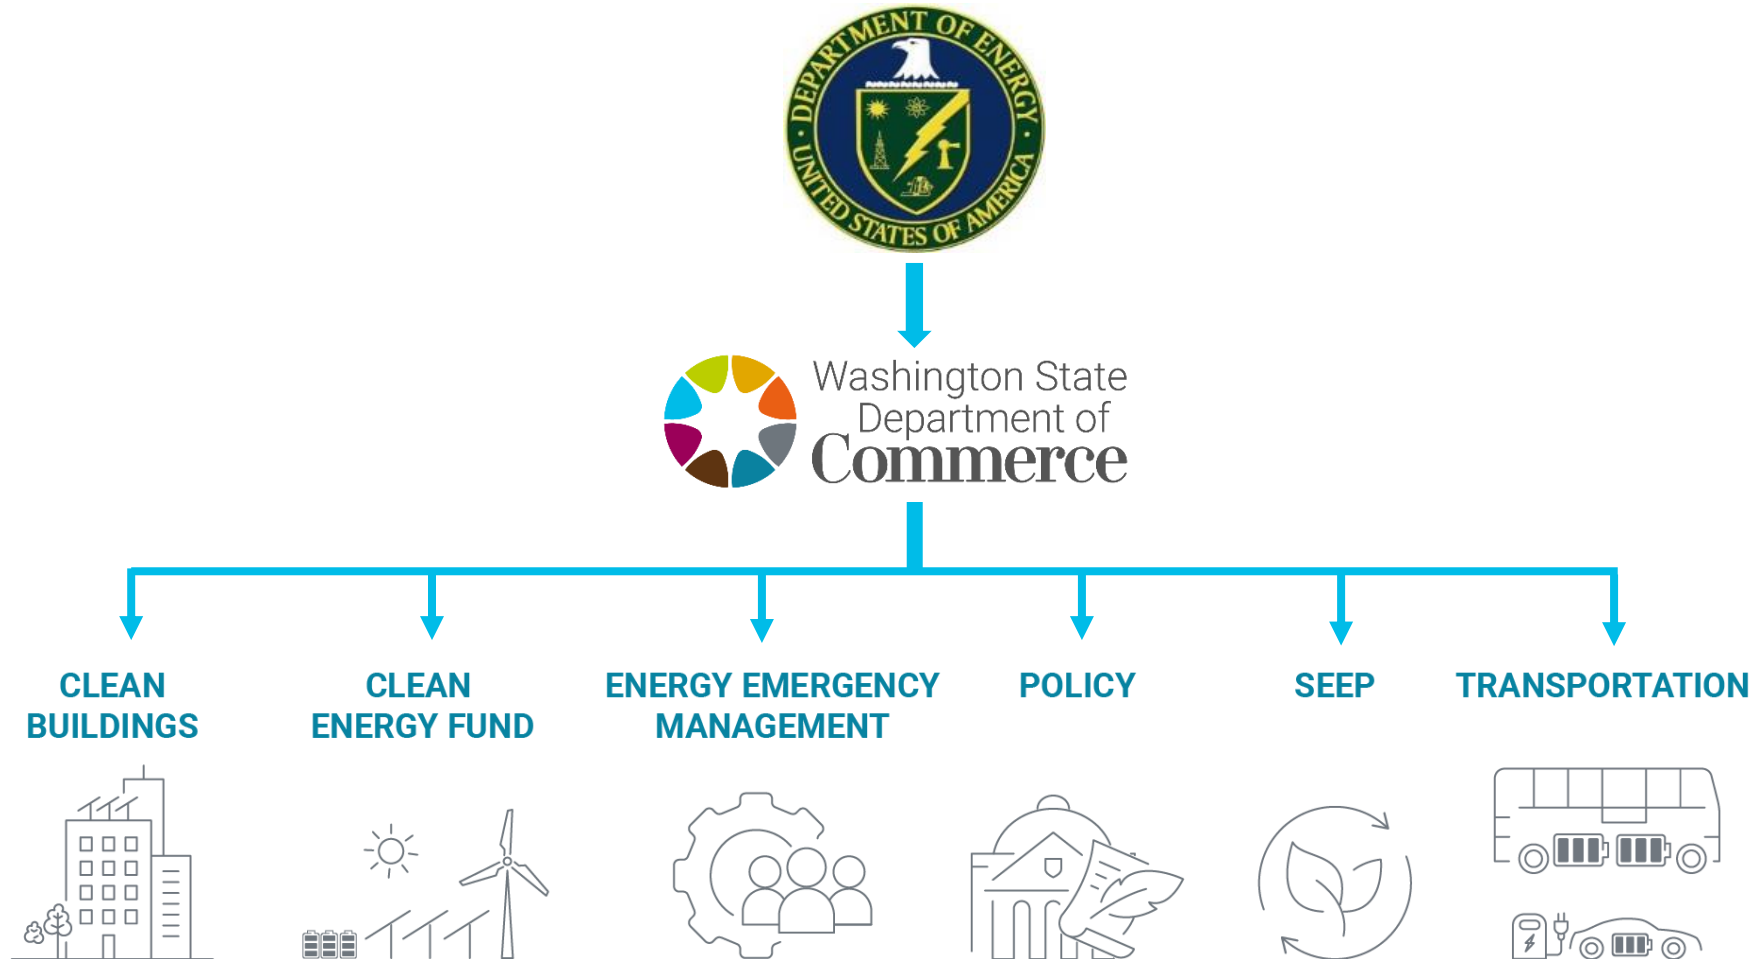 DEPARTMENT OF ENERGY
UNITED STATES OF AMERICA
Washington State
Department of
Commerce
CLEAN
BUILDINGS
CLEAN
ENERGY FUND
ENERGY EMERGENCY
MANAGEMENT
POLICY
SEEP
TRANSPORTATION